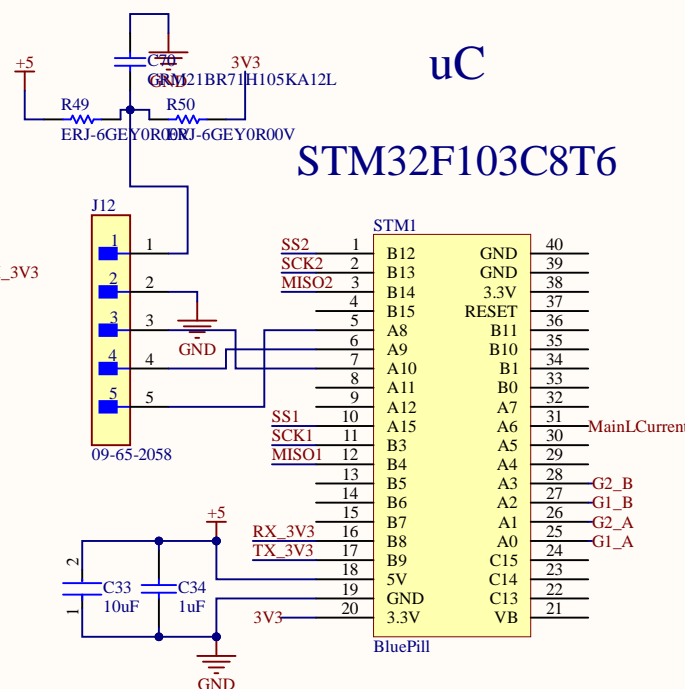 uC
STM32F103C8T6
+5
C70
GRM21BR71H105KA12L
GND
3V3
R49
R50
ERJ-6GEY0R00V
ERJ-6GEY0R00V
J12
1 1
2 2
3 3
4 4
5 5
GND
09-65-2058
_3V3
STM1
SS2 1 B12 GND 40
SCK2 2 B13 GND 39
MISO2 3 B14 3.3V 38
4 B15 RESET 37
5 A8 B11 36
6 A9 B10 35
7 A10 B1 34
8 A11 B0 33
9 A12 A7 32
SS1 10 A15 A6 31 MainLCurrent
SCK1 11 B3 A5 30
MISO1 12 B4 A4 29
13 B5 A3 28 G2_B
14 B6 A2 27 G1_B
15 B7 A1 26 G2_A
RX_3V3 16 B8 A0 25 G1_A
TX_3V3 17 B9 C15 24
18 5V C14 23
19 GND C13 22
3V3 20 3.3V VB 21
BluePill
+5
2
C33
10uF
1
C34
1uF
GND